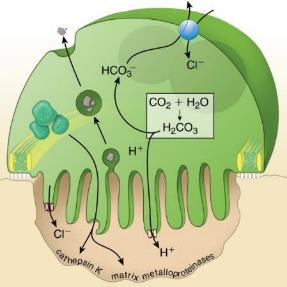 HCO₃⁻
Cl⁻
CO₂ + H₂O
H₂CO₃
H⁺
Cl⁻
H⁺
cathepsin K
matrix metalloproteinases